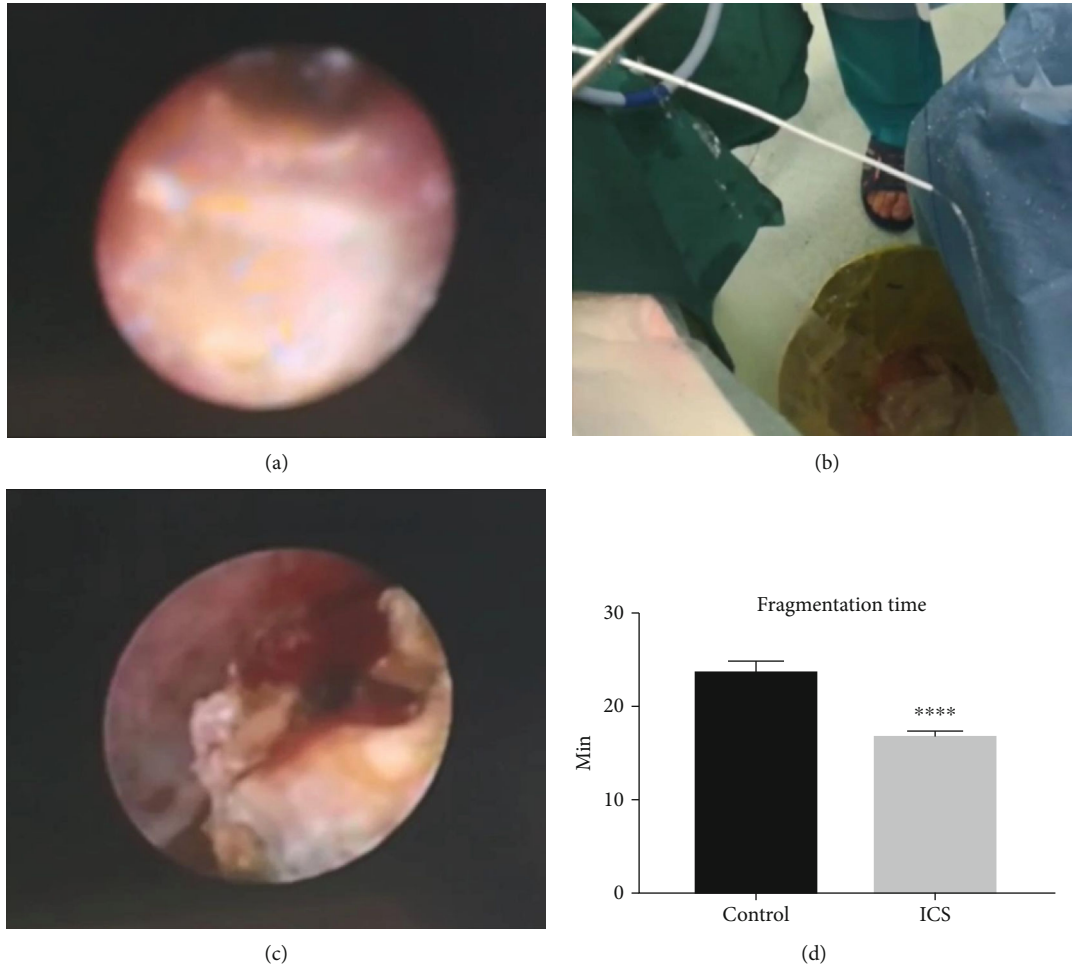 (a)
(b)
(c)
Fragmentation time
30
20
10
0
Min
****
Control
ICS
(d)